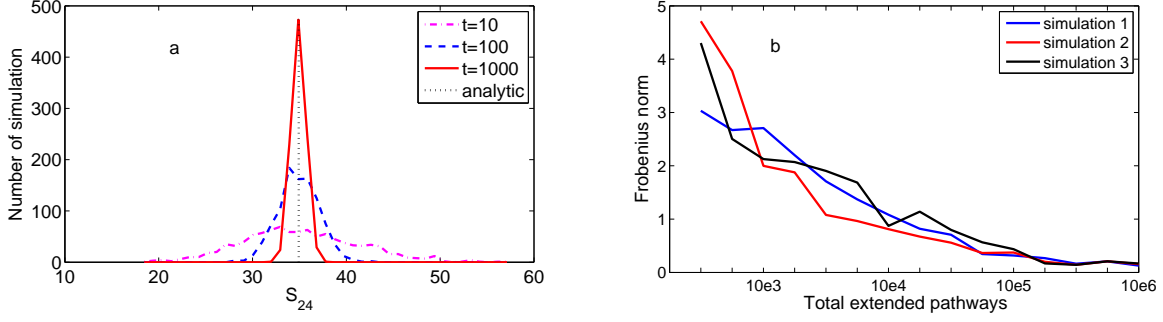 500
400
300
200
100
0
Number of simulation
a
t=10
t=100
t=1000
analytic
10 20 30 40 50 60
S_24
5
4
3
2
1
0
Frobenius norm
b
simulation 1
simulation 2
simulation 3
10e3 10e4 10e5 10e6
Total extended pathways